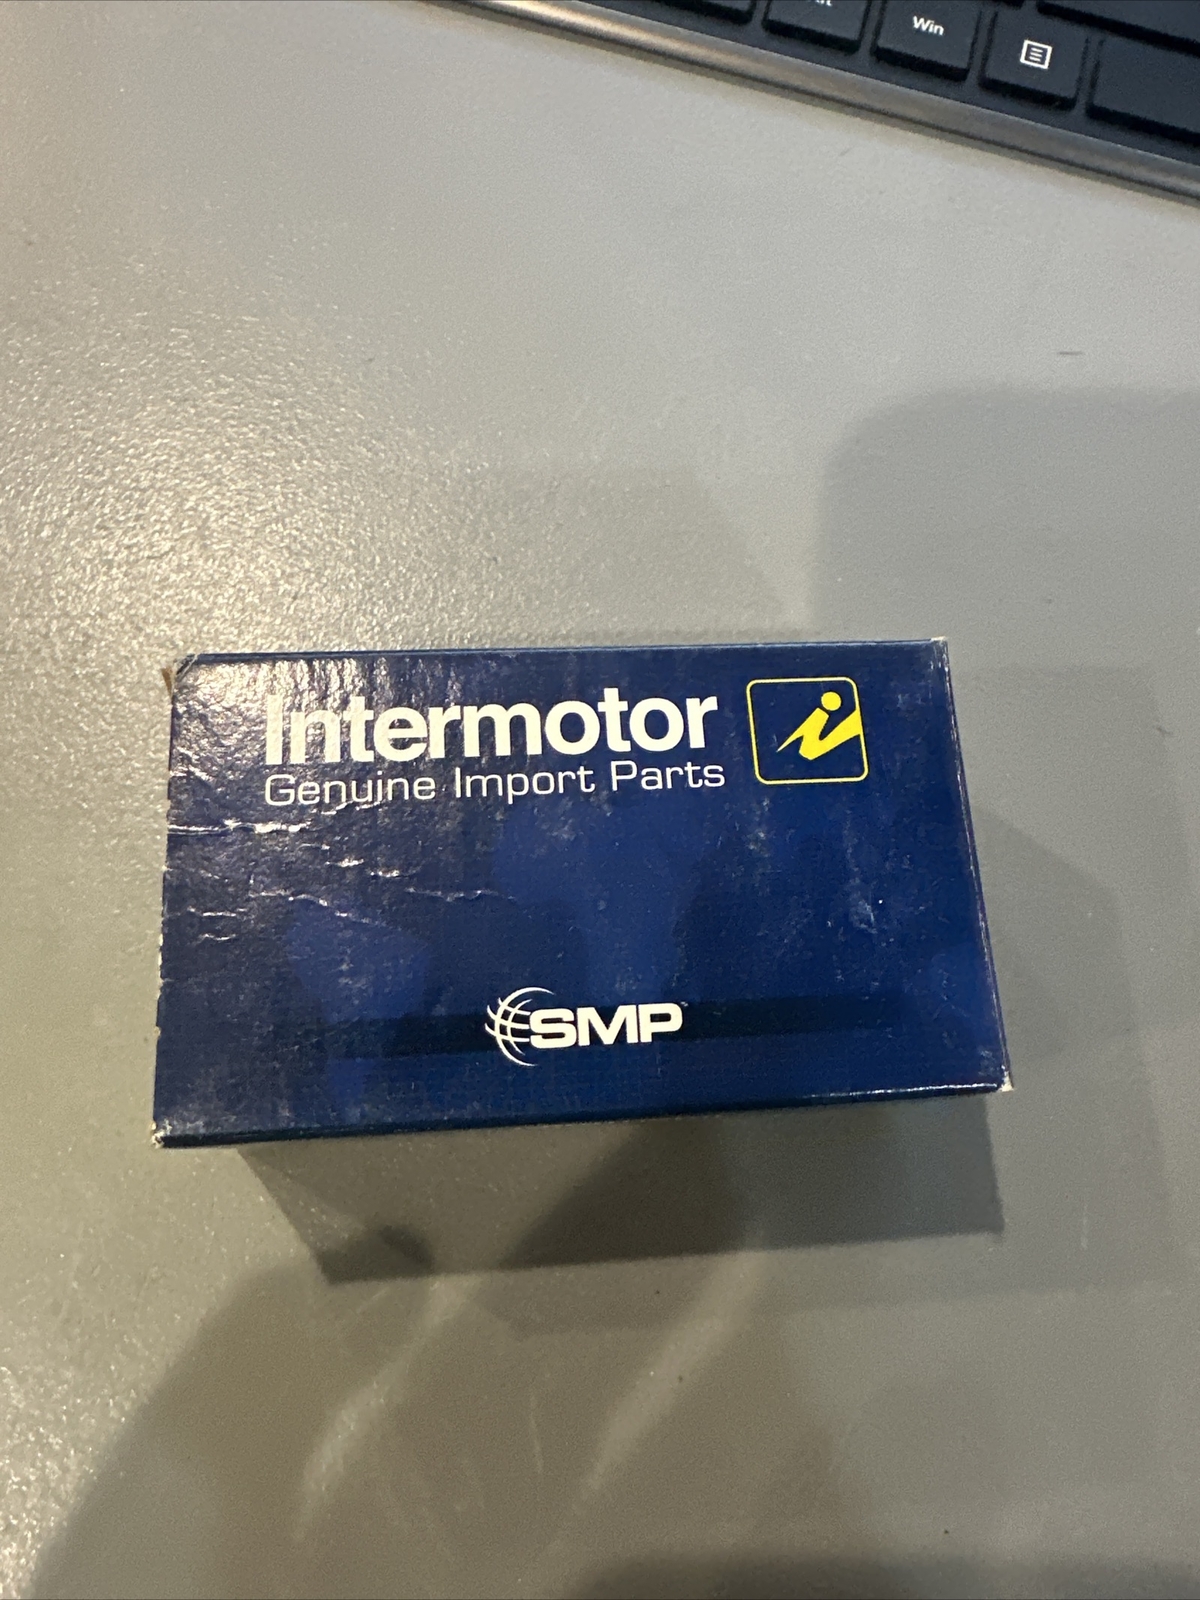 Win
Intermotor
Genuine Import Parts
SMP